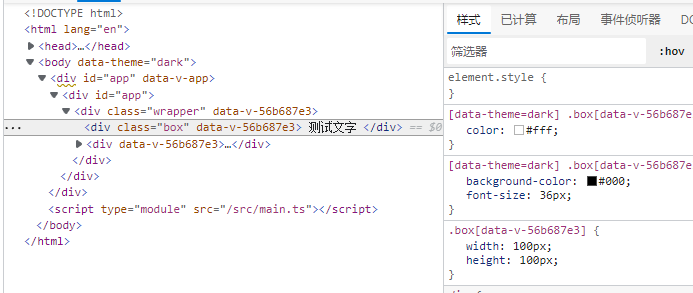 <!DOCTYPE html>
<html lang="en">
<head>…</head>
<body data-theme="dark">
<div id="app" data-v-app>
<div id="app">
<div class="wrapper" data-v-56b687e3>
··· <div class="box" data-v-56b687e3> 测试文字 </div> == $0
<div data-v-56b687e3>…</div>
</div>
</div>
</div>
<script type="module" src="/src/main.ts"></script>
</body>
</html>
样式 已计算 布局 事件侦听器
筛选器 :hov
element.style {
}
[data-theme=dark] .box[data-v-56b687e
color: #fff;
}
[data-theme=dark] .box[data-v-56b687e
background-color: #000;
font-size: 36px;
}
.box[data-v-56b687e3] {
width: 100px;
height: 100px;
}